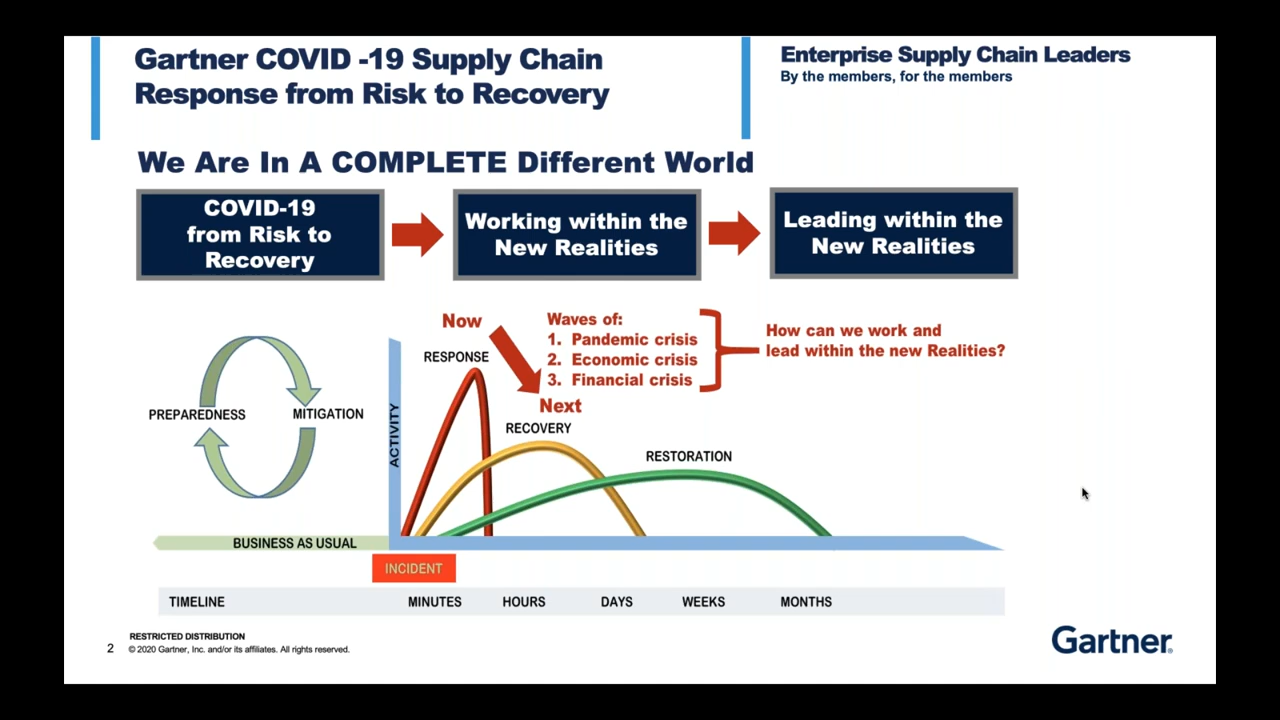 Gartner COVID -19 Supply Chain
Response from Risk to Recovery
Enterprise Supply Chain Leaders
By the members, for the members
We Are In A COMPLETE Different World
COVID-19
from Risk to
Recovery
Working within the
New Realities
Leading within the
New Realities
Now
Waves of:
1. Pandemic crisis
2. Economic crisis
3. Financial crisis
How can we work and
lead within the new Realities?
Next
RESPONSE
RECOVERY
RESTORATION
PREPAREDNESS
MITIGATION
ACTIVITY
BUSINESS AS USUAL
INCIDENT
TIMELINE MINUTES HOURS DAYS WEEKS MONTHS
RESTRICTED DISTRIBUTION
2 © 2020 Gartner, Inc. and/or its affiliates. All rights reserved.
Gartner®